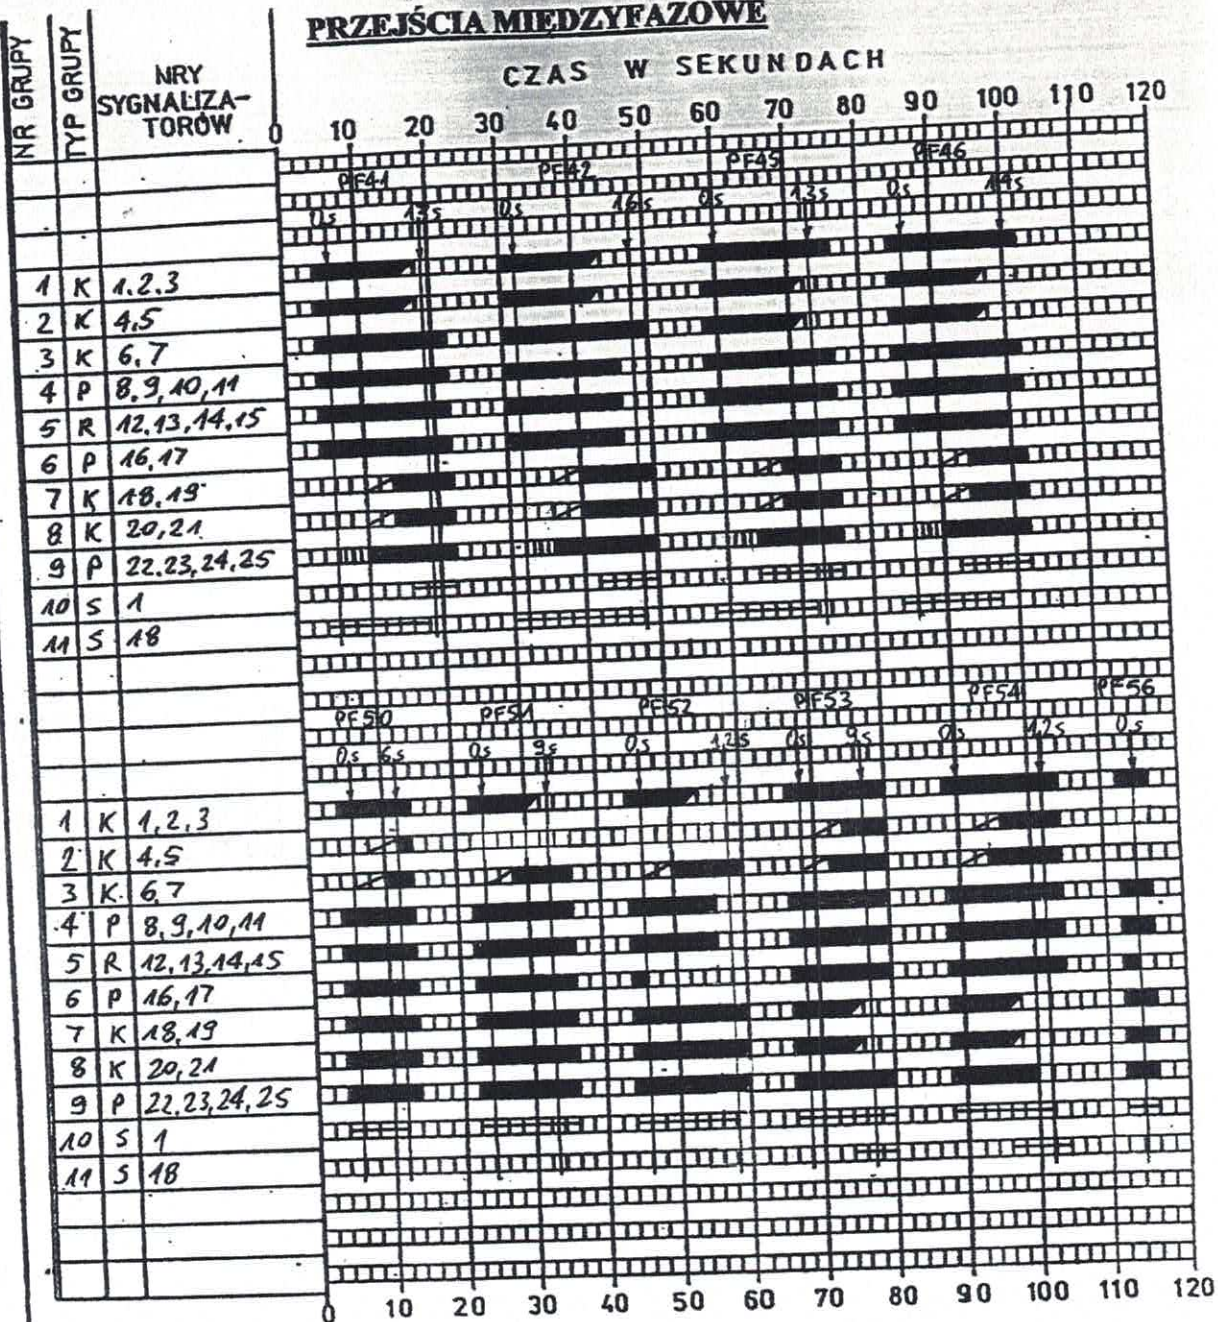 PRZEJŚCIA MIĘDZYFAZOWE
CZAS W SEKUNDACH
NR GRUPY
TYP GRUPY
NRY
SYGNALIZA-
TORÓW
0 10 20 30 40 50 60 70 80 90 100 110 120
PF41 PF42 PF45 PF46
0s 13s 0s 16s 0s 13s 0s 14s
1 K 1.2.3
2 K 4,5
3 K 6,7
4 P 8,9,10,11
5 R 12,13,14,15
6 P 16,17
7 K 18,19
8 K 20,21
9 P 22,23,24,25
10 S 1
11 S 18
PF50 PF51 PF52 PF53 PF54 PF56
0s 6s 0s 9s 0s 12s 0s 9s 0s 12s 0s
1 K 1,2,3
2 K 4,5
3 K. 6,7
4 P 8,9,10,11
5 R 12,13,14,15
6 P 16,17
7 K 18,19
8 K 20,21
9 P 22,23,24,25
10 S 1
11 S 18
0 10 20 30 40 50 60 70 80 90 100 110 120